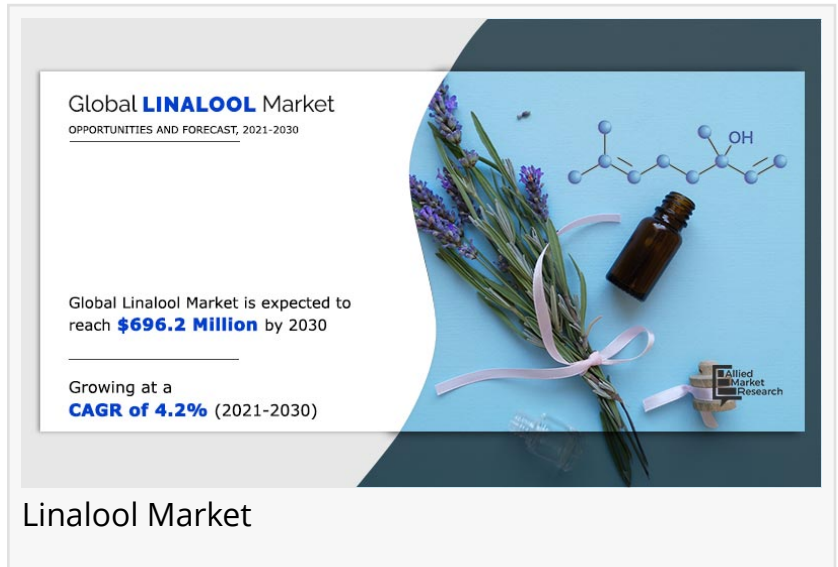 Global LINALOOL Market
OPPORTUNITIES AND FORECAST, 2021-2030
OH
Global Linalool Market is expected to
reach $696.2 Million by 2030
Growing at a
CAGR of 4.2% (2021-2030)
Allied
Market
Research
Linalool Market